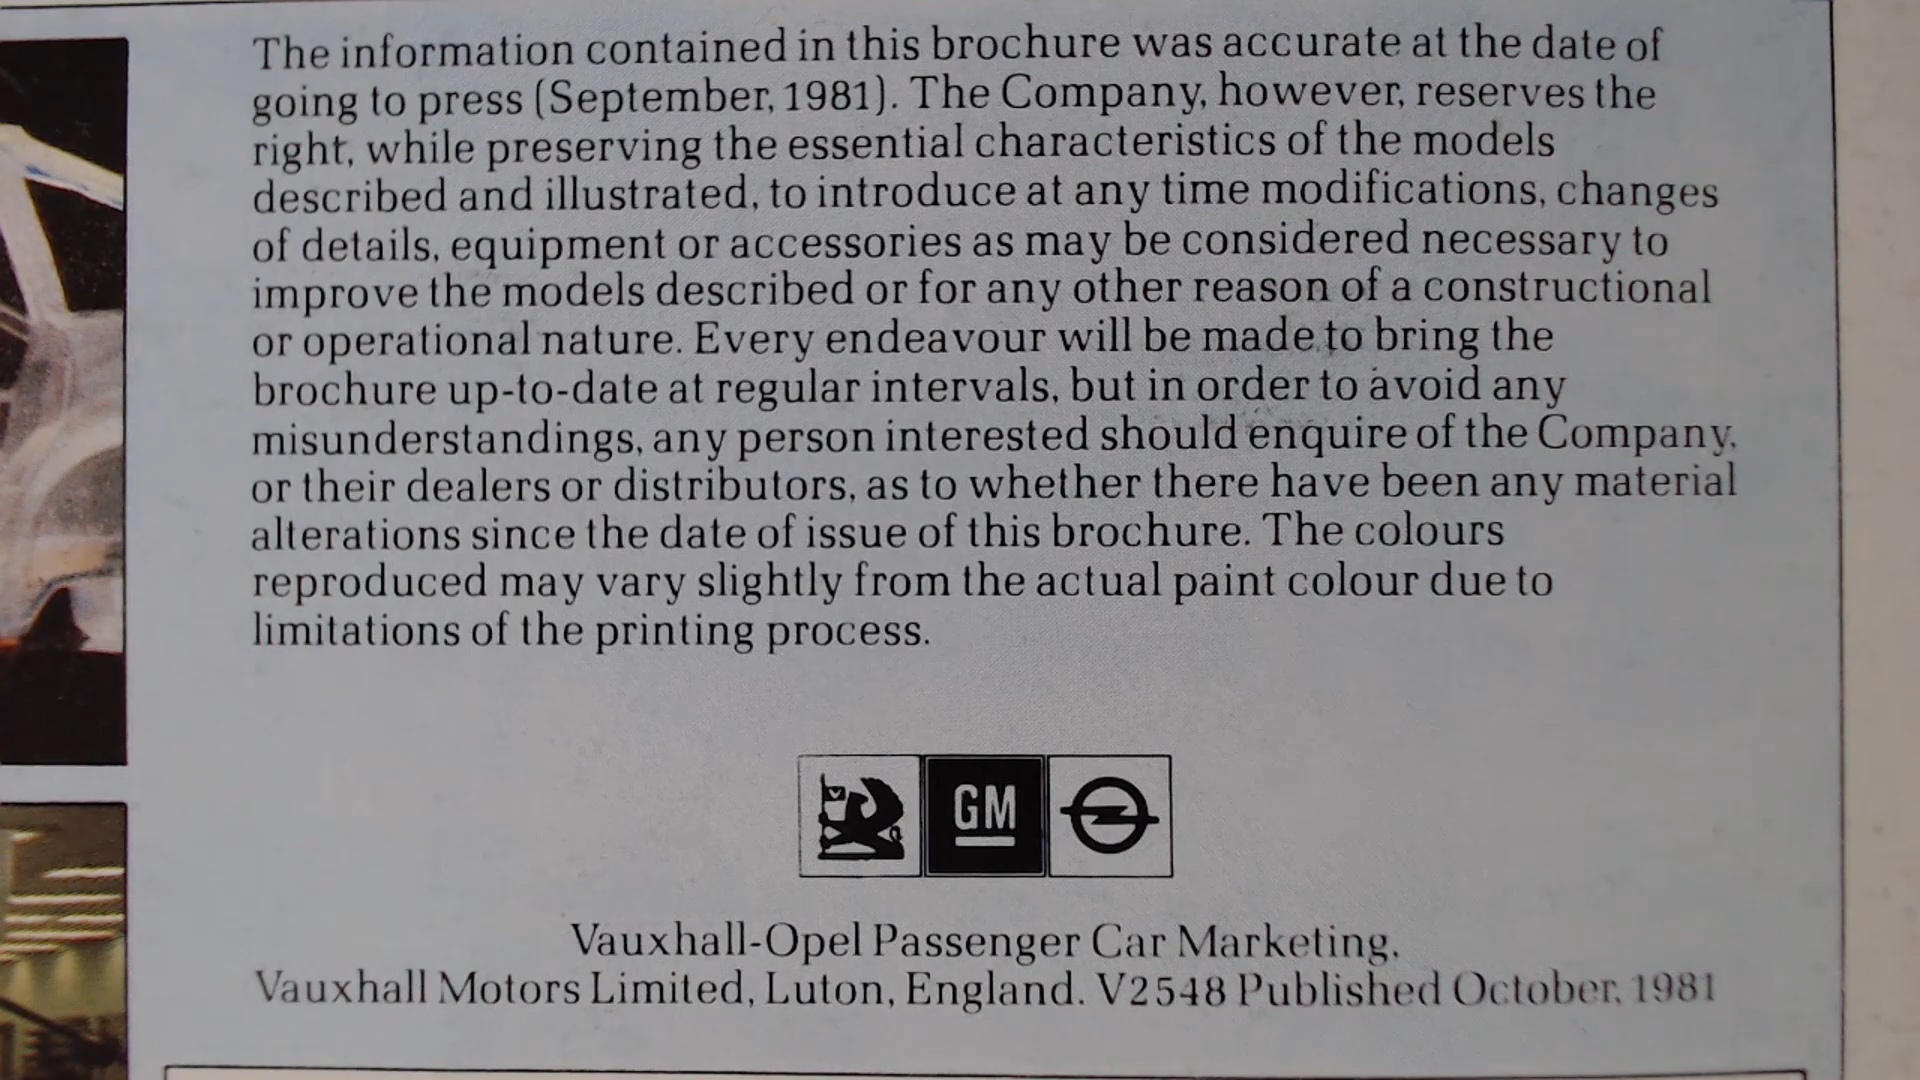 The information contained in this brochure was accurate at the date of
going to press (September, 1981). The Company, however, reserves the
right, while preserving the essential characteristics of the models
described and illustrated, to introduce at any time modifications, changes
of details, equipment or accessories as may be considered necessary to
improve the models described or for any other reason of a constructional
or operational nature. Every endeavour will be made to bring the
brochure up-to-date at regular intervals, but in order to avoid any
misunderstandings, any person interested should enquire of the Company,
or their dealers or distributors, as to whether there have been any material
alterations since the date of issue of this brochure. The colours
reproduced may vary slightly from the actual paint colour due to
limitations of the printing process.
GM
Vauxhall-Opel Passenger Car Marketing,
Vauxhall Motors Limited, Luton, England. V2548 Published October, 1981